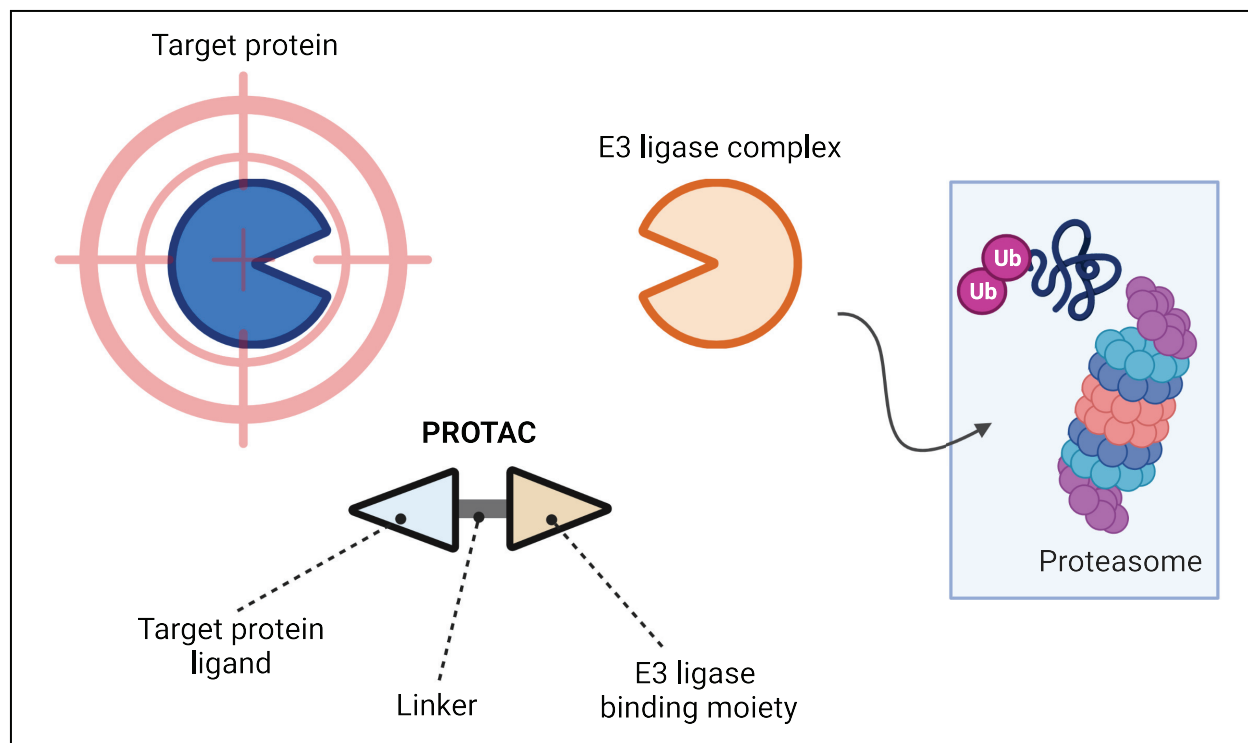 Target protein
E3 ligase complex
Ub
Ub
PROTAC
Proteasome
Target protein
ligand
Linker
E3 ligase
binding moiety